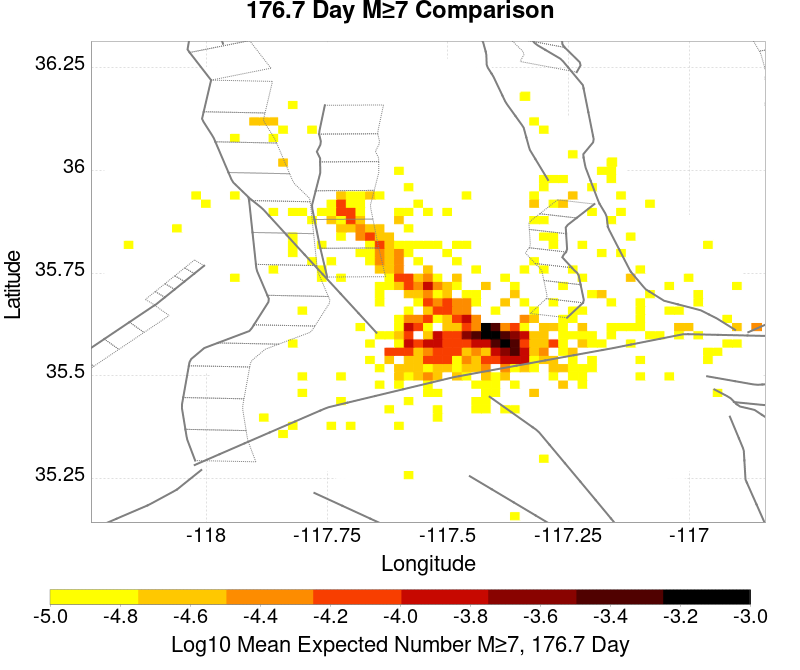 176.7 Day M≥7 Comparison
36.25
36
35.75
35.5
35.25
Latitude
-118 -117.75 -117.5 -117.25 -117
Longitude
-5.0 -4.8 -4.6 -4.4 -4.2 -4.0 -3.8 -3.6 -3.4 -3.2 -3.0
Log10 Mean Expected Number M≥7, 176.7 Day